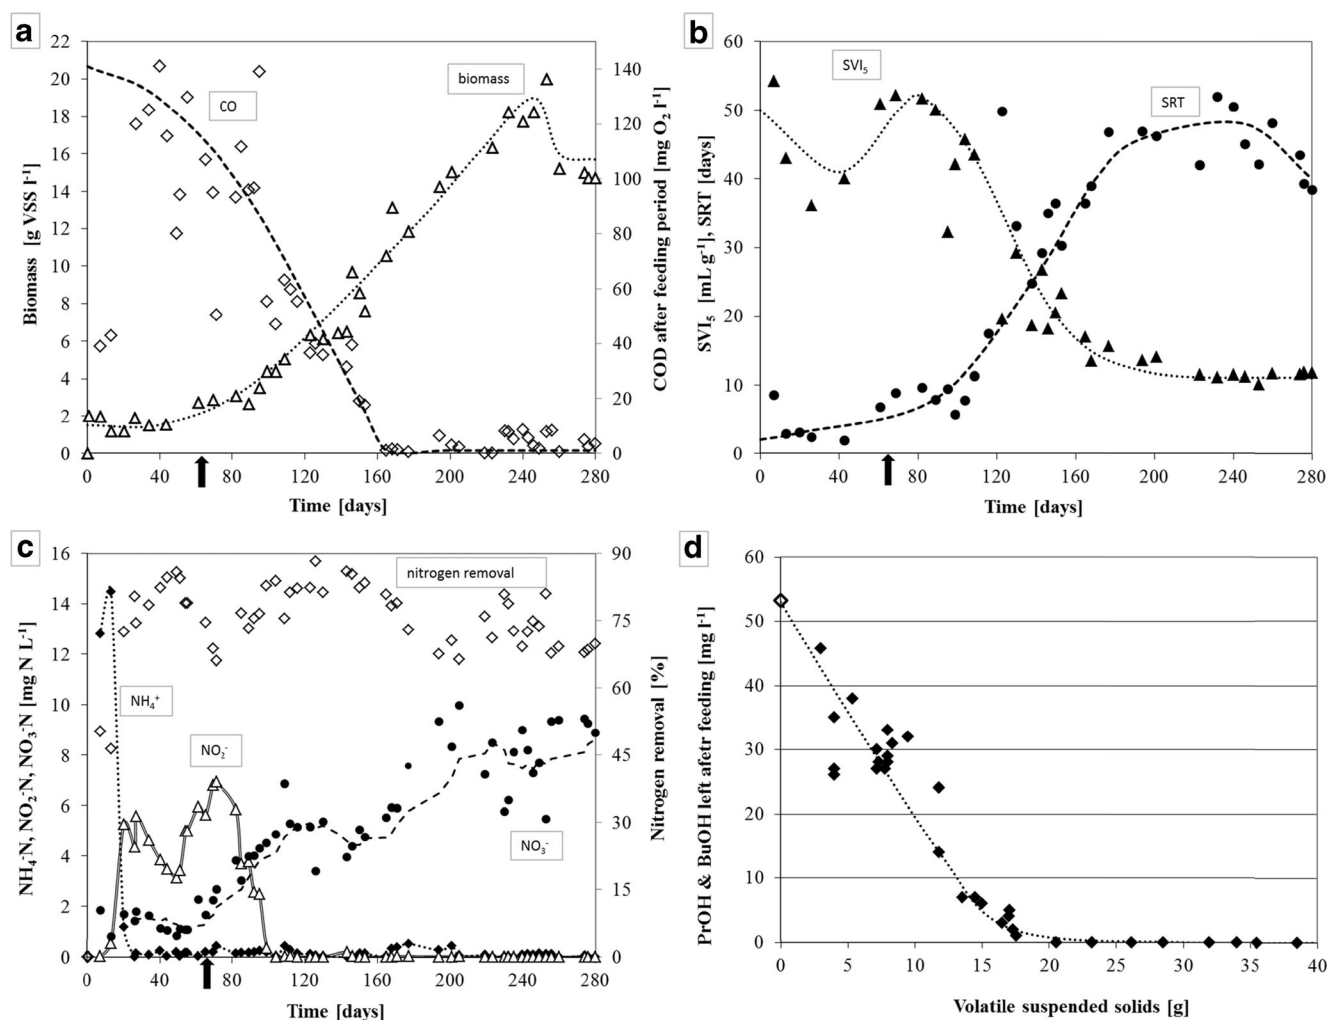 a
22
20
18
16
14
12
10
8
6
4
2
0
Biomass [g VSS l-1]
CO
biomass
140
120
100
80
60
40
20
0
COD after feeding period [mg O2 l-1]
0 40 80 120 160 200 240 280
Time [days]
b
60
50
40
30
20
10
0
SVI5 [mL g-1], SRT [days]
SVI5
SRT
0 40 80 120 160 200 240 280
Time [days]
c
16
14
12
10
8
6
4
2
0
NH4-N, NO2-N, NO3-N [mg N L-1]
nitrogen removal
NH4+
NO2-
NO3-
90
75
60
45
30
15
0
Nitrogen removal [%]
0 40 80 120 160 200 240 280
Time [days]
d
60
50
40
30
20
10
0
PrOH & BuOH left afetr feeding [mg l-1]
0 5 10 15 20 25 30 35 40
Volatile suspended solids [g]